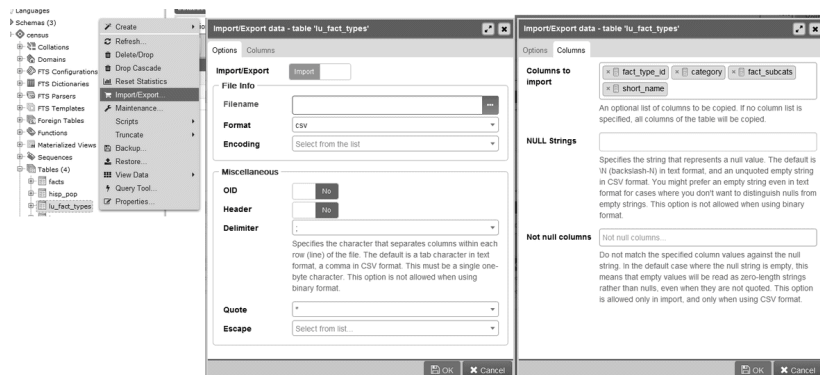 Languages
Schemas (3)
census
Collations
Domains
FTS Configurations
FTS Dictionaries
FTS Parsers
FTS Templates
Foreign Tables
Functions
Materialized Views
Sequences
Tables (4)
facts
hisp_pop
lu_fact_types
Create
Refresh...
Delete/Drop
Drop Cascade
Reset Statistics
Import/Export...
Maintenance...
Scripts
Truncate
Backup...
Restore...
View Data
Query Tool...
Properties...
Import/Export data - table 'lu_fact_types'
Options Columns
Import/Export Import
File Info
Filename
Format csv
Encoding Select from the list
Miscellaneous
OID No
Header No
Delimiter ;
Specifies the character that separates columns within each
row (line) of the file. The default is a tab character in text
format, a comma in CSV format. This must be a single one-
byte character. This option is not allowed when using
binary format.
Quote
Escape Select from list...
OK Cancel
Import/Export data - table 'lu_fact_types'
Options Columns
Columns to
import
× fact_type_id × category × fact_subcats
× short_name
An optional list of columns to be copied. If no column list is
specified, all columns of the table will be copied.
NULL Strings
Specifies the string that represents a null value. The default is
\N (backslash-N) in text format, and an unquoted empty string
in CSV format. You might prefer an empty string even in
text format for cases where you don't want to distinguish nulls from
empty strings. This option is not allowed when using binary
format.
Not null columns Not null columns...
Do not match the specified column values against the null
string. In the default case where the null string is empty, this
means that empty values will be read as zero-length strings
rather than nulls, even when they are not quoted. This option
is allowed only in import, and only when using CSV format.
OK Cancel